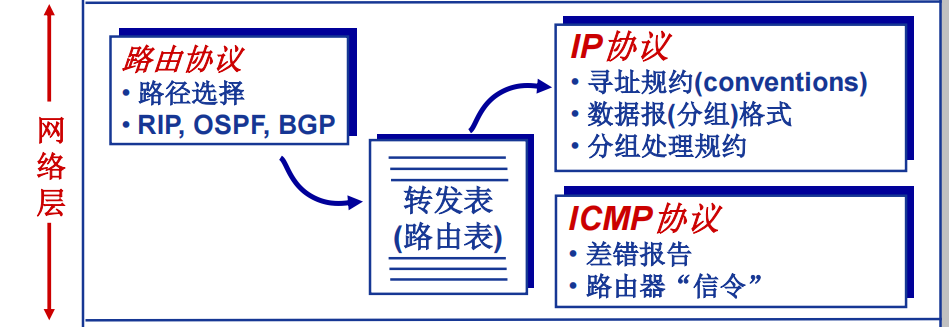 网络层
路由协议
• 路径选择
• RIP, OSPF, BGP
转发表
(路由表)
IP协议
• 寻址规约(conventions)
• 数据报(分组)格式
• 分组处理规约
ICMP协议
• 差错报告
• 路由器“信令”